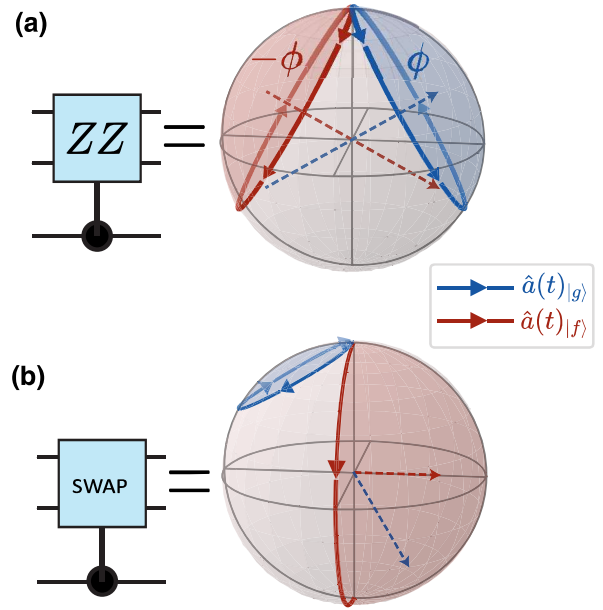 (a)
−ϕ
ϕ
ZZ
=
â(t)|g⟩
â(t)|f⟩
(b)
SWAP
=